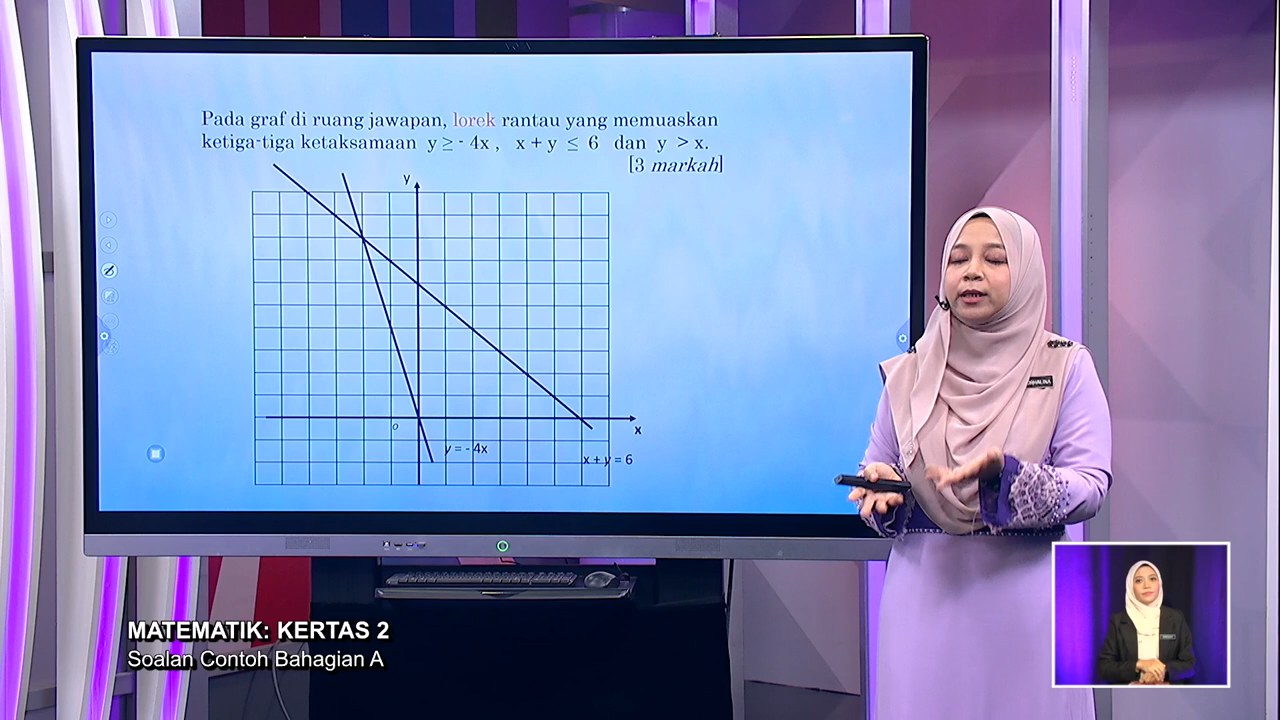 Pada graf di ruang jawapan, lorek rantau yang memuaskan
ketiga-tiga ketaksamaan y ≥ - 4x , x + y ≤ 6 dan y > x.
[3 markah]
y
o
x
y = - 4x
x + y = 6
MATEMATIK: KERTAS 2
Soalan Contoh Bahagian A